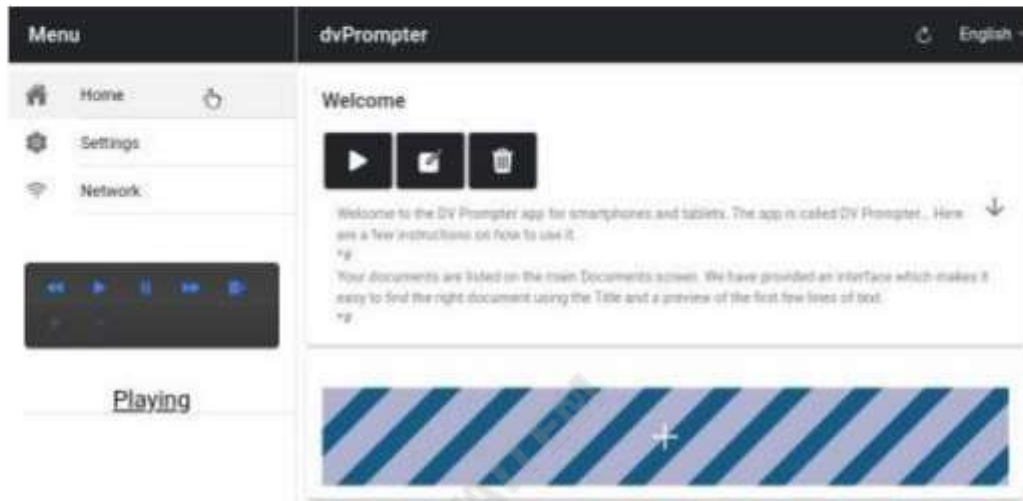 Menu
dvPrompter
English
Home
Settings
Network
Playing
Welcome
Welcome to the DV Prompter app for smartphones and tablets. The app is called DV Prompter... Here
are a few instructions on how to use it.
*#
Your documents are listed on the main Documents screen. We have provided an interface which makes it
easy to find the right document using the Title and a preview of the first few lines of text.
*#